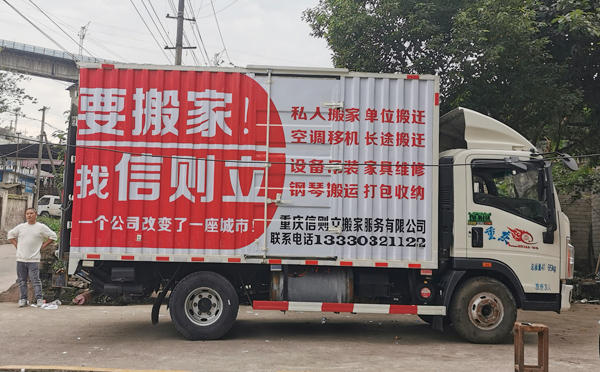 要搬家!
找信则立
一个公司改变了一座城市!
私人搬家 单位搬迁
空调移机 长途搬迁
设备吊装 家具维修
钢琴搬运 打包收纳
重庆信则立搬家服务有限公司
联系电话13330321122
重庆